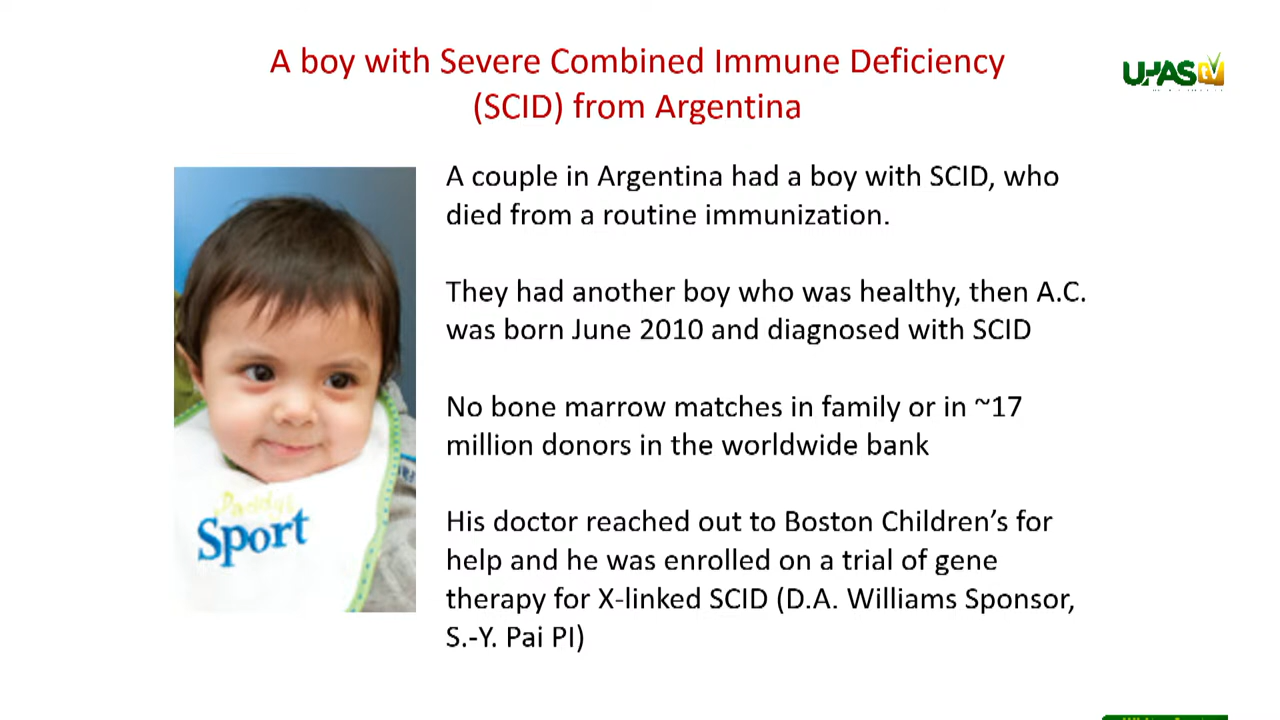 A boy with Severe Combined Immune Deficiency
(SCID) from Argentina
UHAS TV
A couple in Argentina had a boy with SCID, who
died from a routine immunization.
They had another boy who was healthy, then A.C.
was born June 2010 and diagnosed with SCID
No bone marrow matches in family or in ~17
million donors in the worldwide bank
His doctor reached out to Boston Children’s for
help and he was enrolled on a trial of gene
therapy for X-linked SCID (D.A. Williams Sponsor,
S.-Y. Pai PI)
Sport